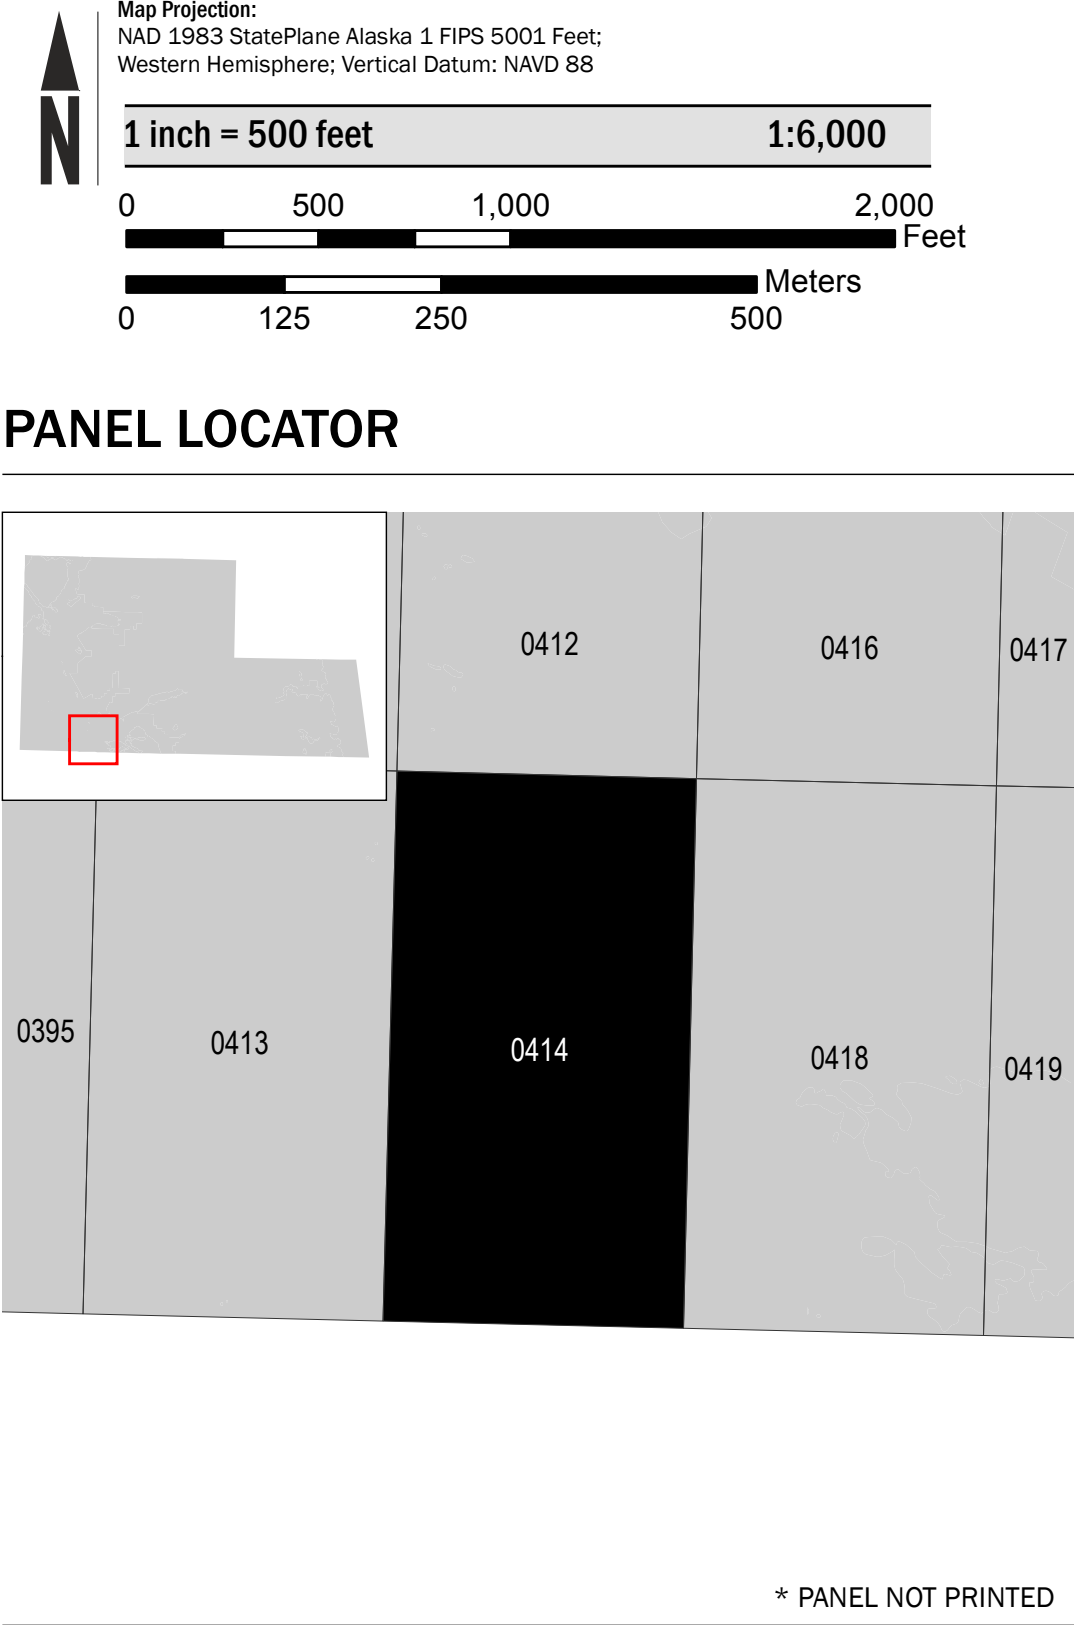 Map Projection:
NAD 1983 StatePlane Alaska 1 FIPS 5001 Feet;
Western Hemisphere; Vertical Datum: NAVD 88
N
1 inch = 500 feet 1:6,000
0 500 1,000 2,000
Feet
Meters
0 125 250 500
PANEL LOCATOR
0412 0416 0417
0395 0413 0414 0418 0419
* PANEL NOT PRINTED